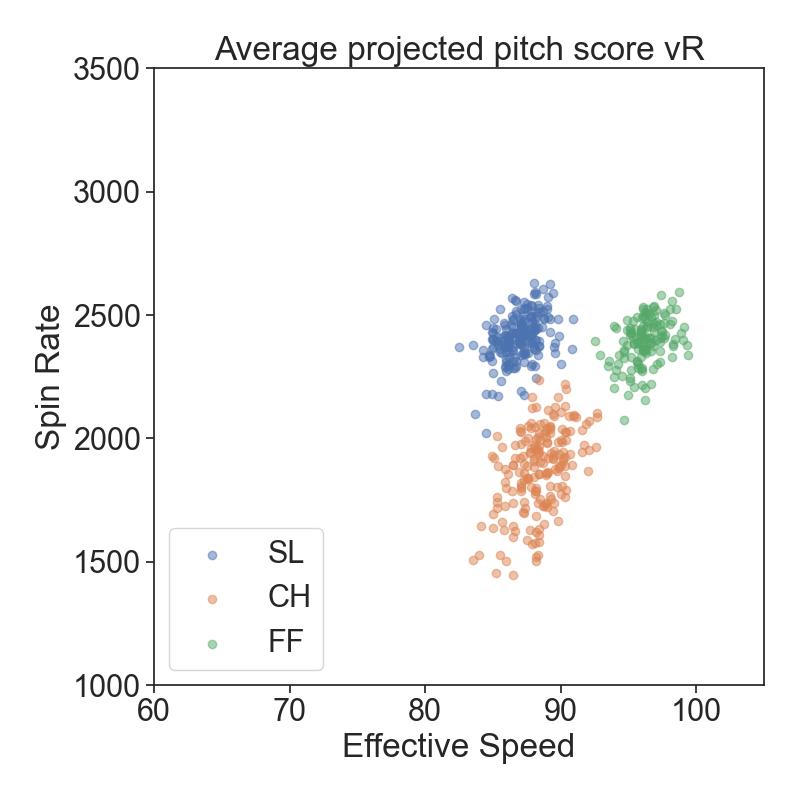 Average projected pitch score vR
3500
3000
2500
2000
1500
1000
Spin Rate
SL
CH
FF
60 70 80 90 100
Effective Speed